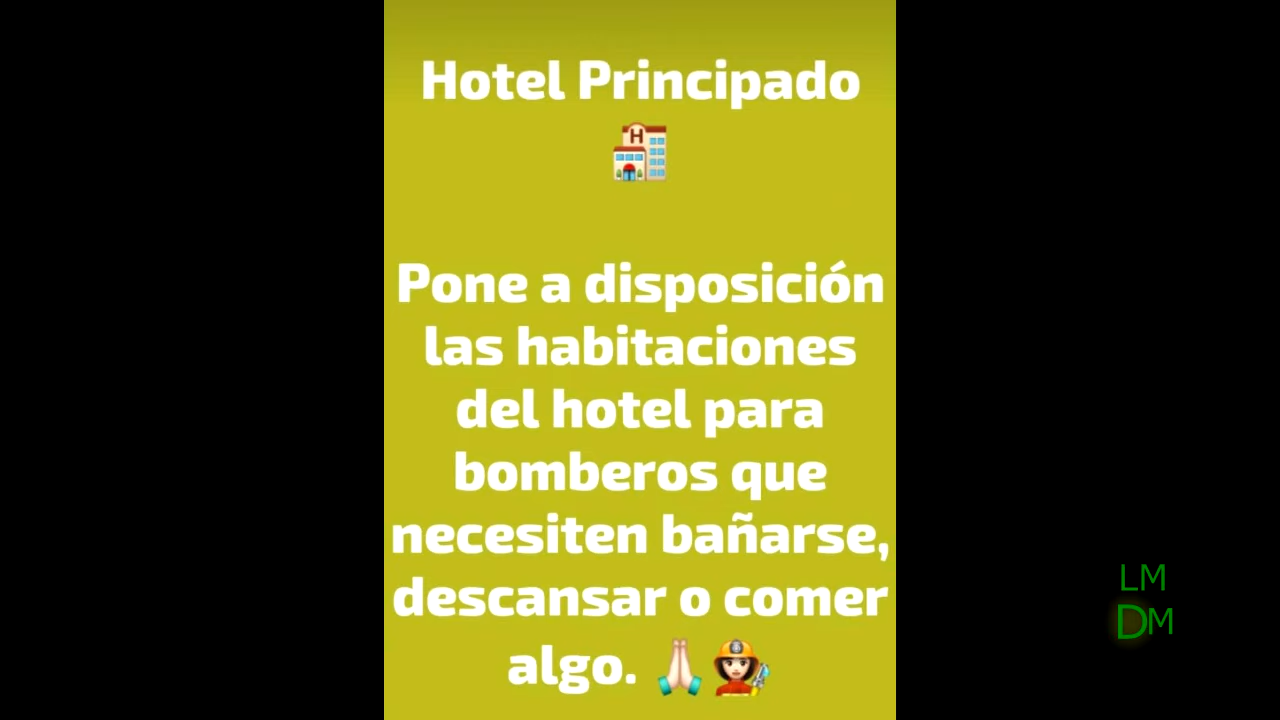 Hotel Principado
H
Pone a disposición
las habitaciones
del hotel para
bomberos que
necesiten bañarse,
descansar o comer
algo. 🙏🏻👩🏻‍🚒
LM
DM